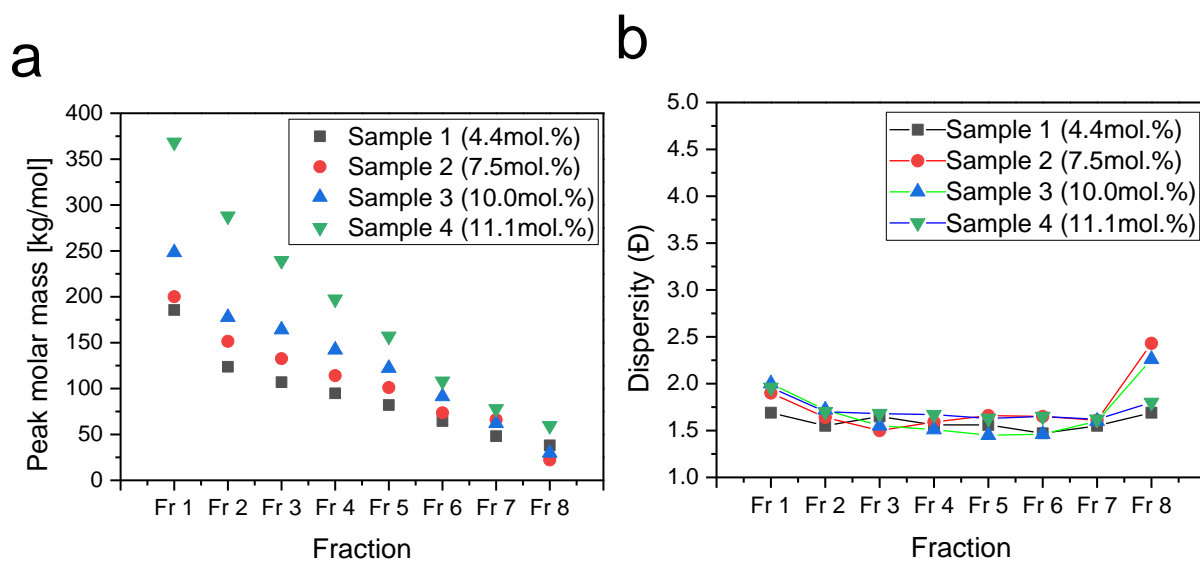 a
400
350
300
250
200
150
100
50
0
Peak molar mass [kg/mol]
Sample 1 (4.4mol.%)
Sample 2 (7.5mol.%)
Sample 3 (10.0mol.%)
Sample 4 (11.1mol.%)
Fr 1 Fr 2 Fr 3 Fr 4 Fr 5 Fr 6 Fr 7 Fr 8
Fraction
b
5.0
4.5
4.0
3.5
3.0
2.5
2.0
1.5
1.0
Dispersity (Đ)
Sample 1 (4.4mol.%)
Sample 2 (7.5mol.%)
Sample 3 (10.0mol.%)
Sample 4 (11.1mol.%)
Fr 1 Fr 2 Fr 3 Fr 4 Fr 5 Fr 6 Fr 7 Fr 8
Fraction